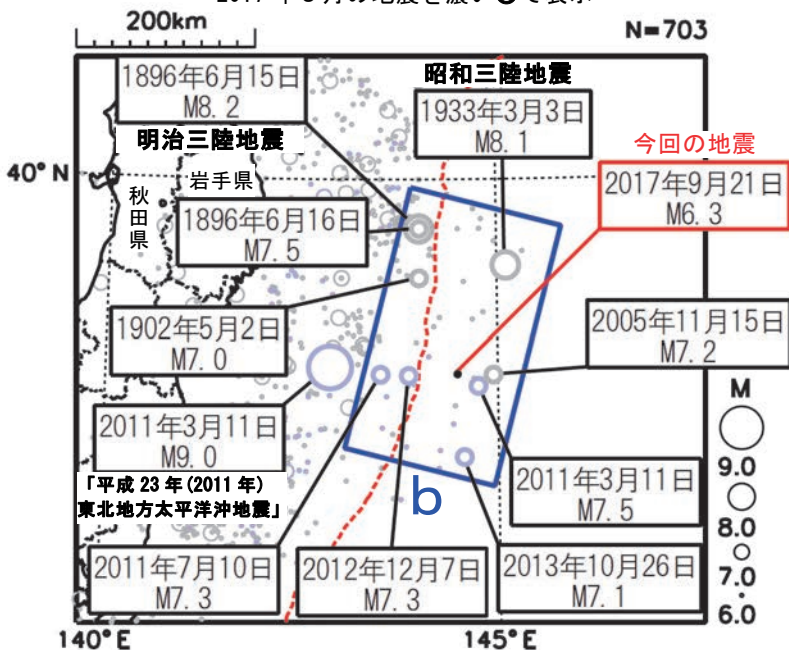 200km
N=703
1896年6月15日
M8.2
明治三陸地震
昭和三陸地震
1933年3月3日
M8.1
今回の地震
2017年9月21日
M6.3
40°N
秋田県
岩手県
1896年6月16日
M7.5
1902年5月2日
M7.0
2005年11月15日
M7.2
2011年3月11日
M9.0
「平成23年(2011年)
東北地方太平洋沖地震」
b
2011年3月11日
M7.5
2011年7月10日
M7.3
2012年12月7日
M7.3
2013年10月26日
M7.1
M
9.0
8.0
7.0
6.0
140°E
145°E